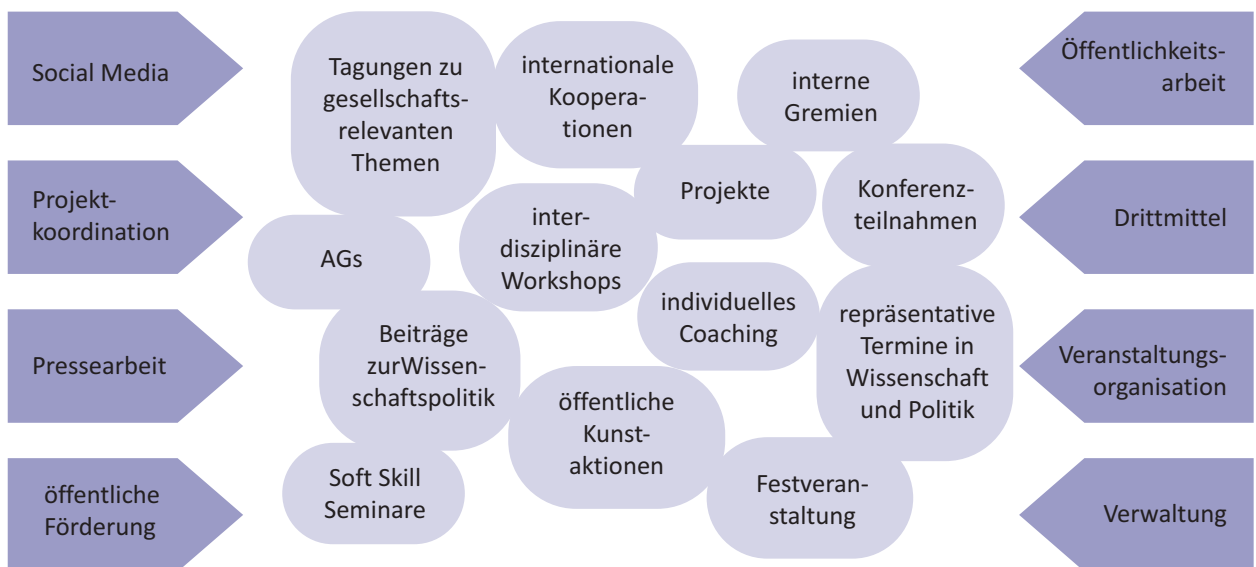 Social Media
Projekt-
koordination
Pressearbeit
öffentliche
Förderung
Tagungen zu
gesellschafts-
relevanten
Themen
internationale
Koopera-
tionen
interne
Gremien
Projekte
Konferenz-
teilnahmen
AGs
inter-
disziplinäre
Workshops
individuelles
Coaching
repräsentative
Termine in
Wissenschaft
und Politik
Beiträge
zurWissen-
schaftspolitik
öffentliche
Kunst-
aktionen
Soft Skill
Seminare
Festveran-
staltung
Öffentlichkeits-
arbeit
Drittmittel
Veranstaltungs-
organisation
Verwaltung